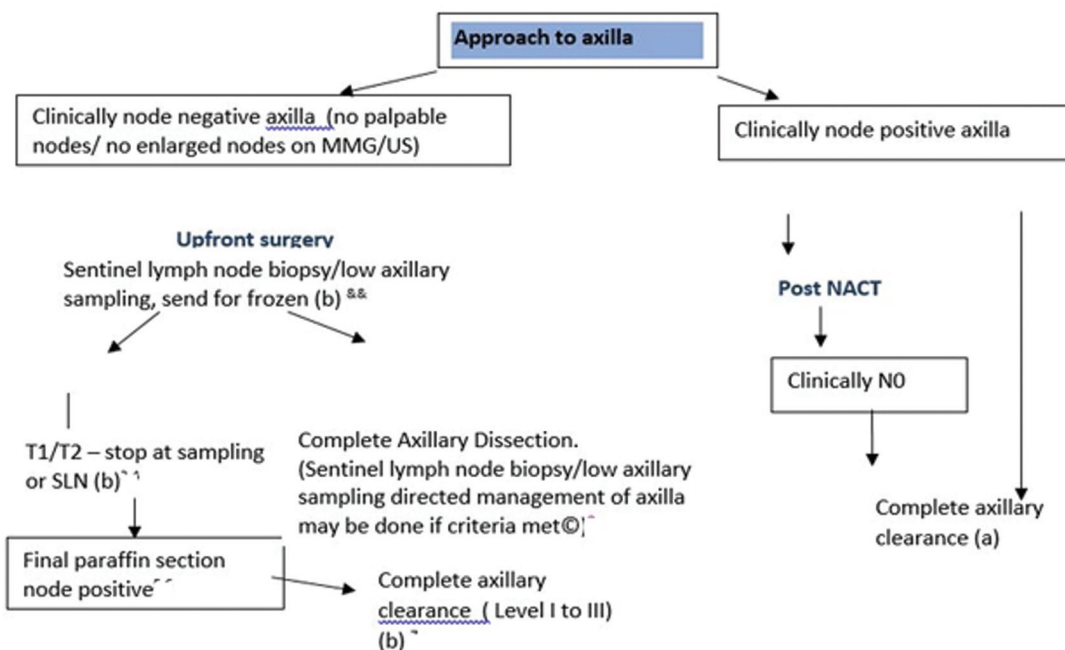 Approach to axilla
Clinically node negative axilla (no palpable
nodes/ no enlarged nodes on MMG/US)
Clinically node positive axilla
Upfront surgery
Sentinel lymph node biopsy/low axillary
sampling, send for frozen (b) &&
Post NACT
Clinically N0
T1/T2 – stop at sampling
or SLN (b)
Complete Axillary Dissection.
(Sentinel lymph node biopsy/low axillary
sampling directed management of axilla
may be done if criteria met©)
Complete axillary
clearance (a)
Final paraffin section
node positive
Complete axillary
clearance ( Level I to III)
(b)